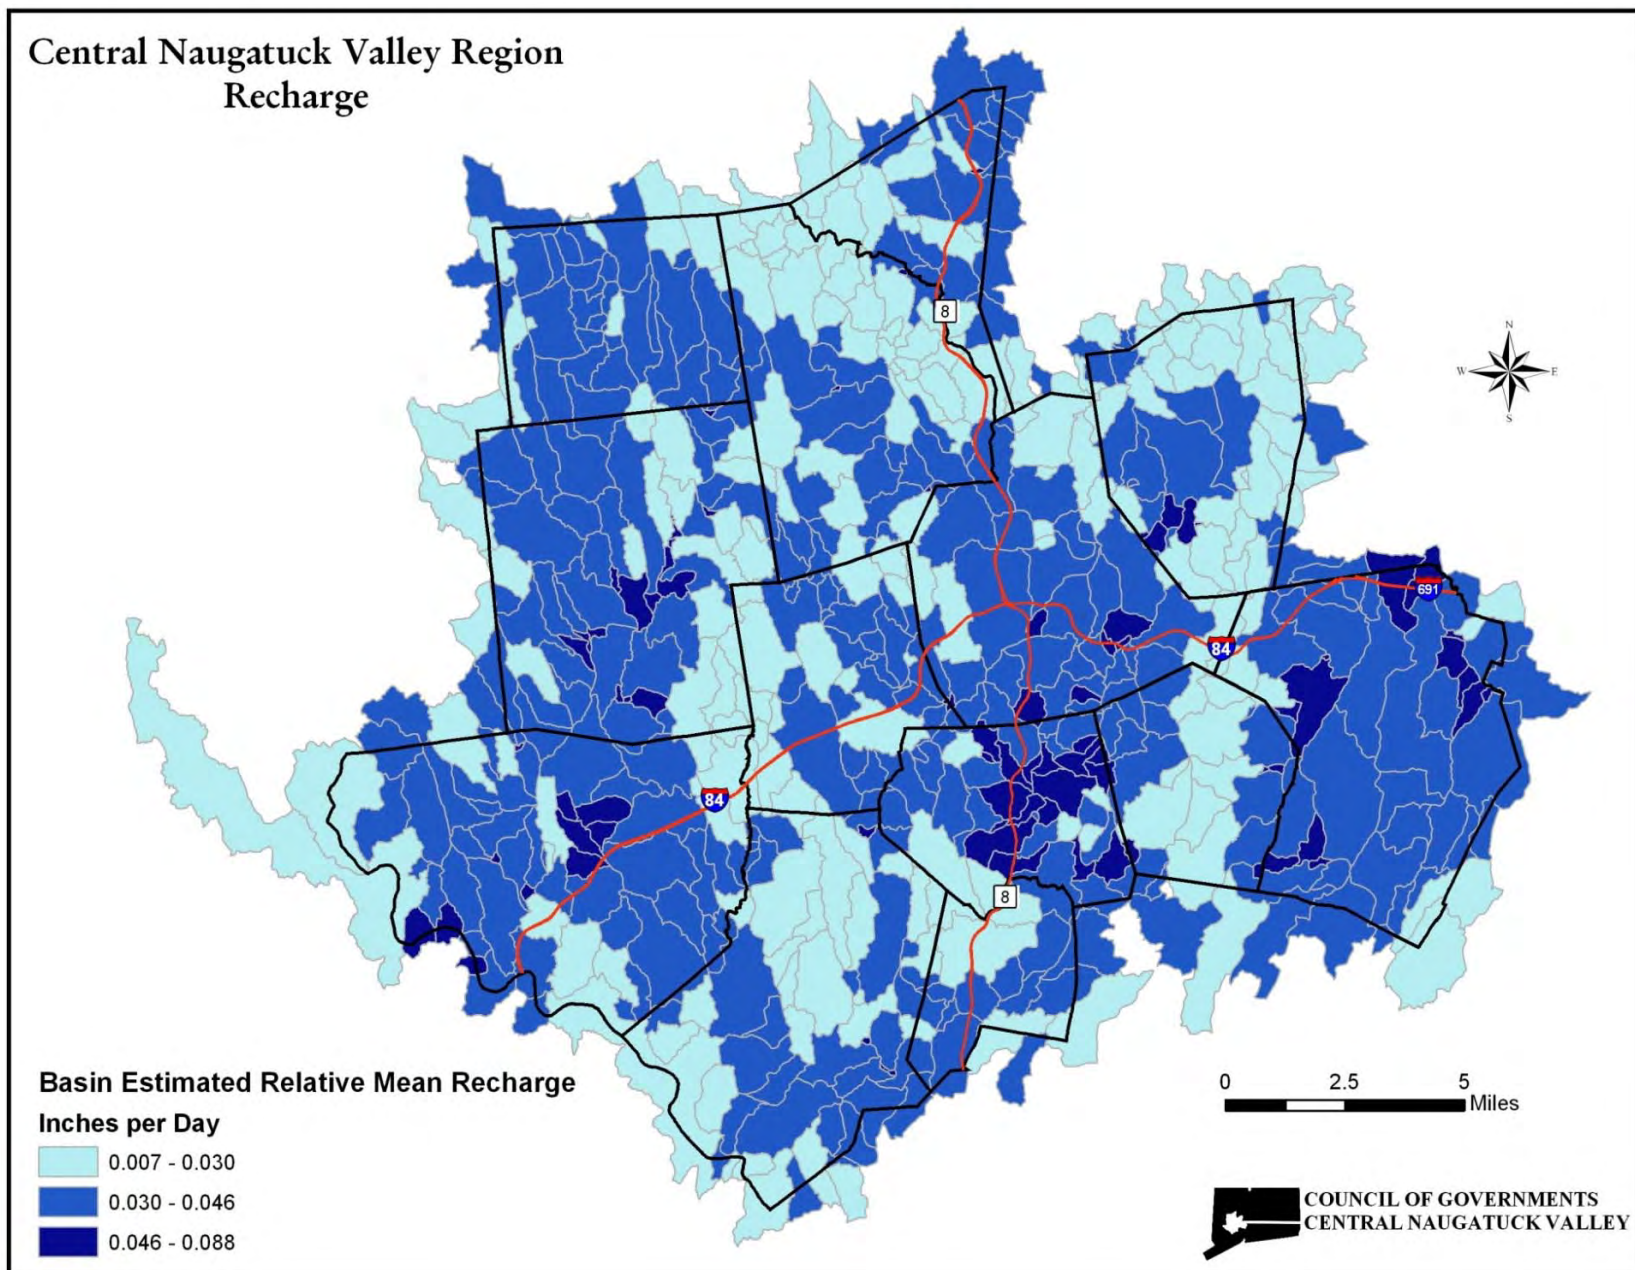 Central Naugatuck Valley Region
Recharge
8
N
W
E
S
691
84
84
8
Basin Estimated Relative Mean Recharge
Inches per Day
0.007 - 0.030
0.030 - 0.046
0.046 - 0.088
0 2.5 5
Miles
COUNCIL OF GOVERNMENTS
CENTRAL NAUGATUCK VALLEY